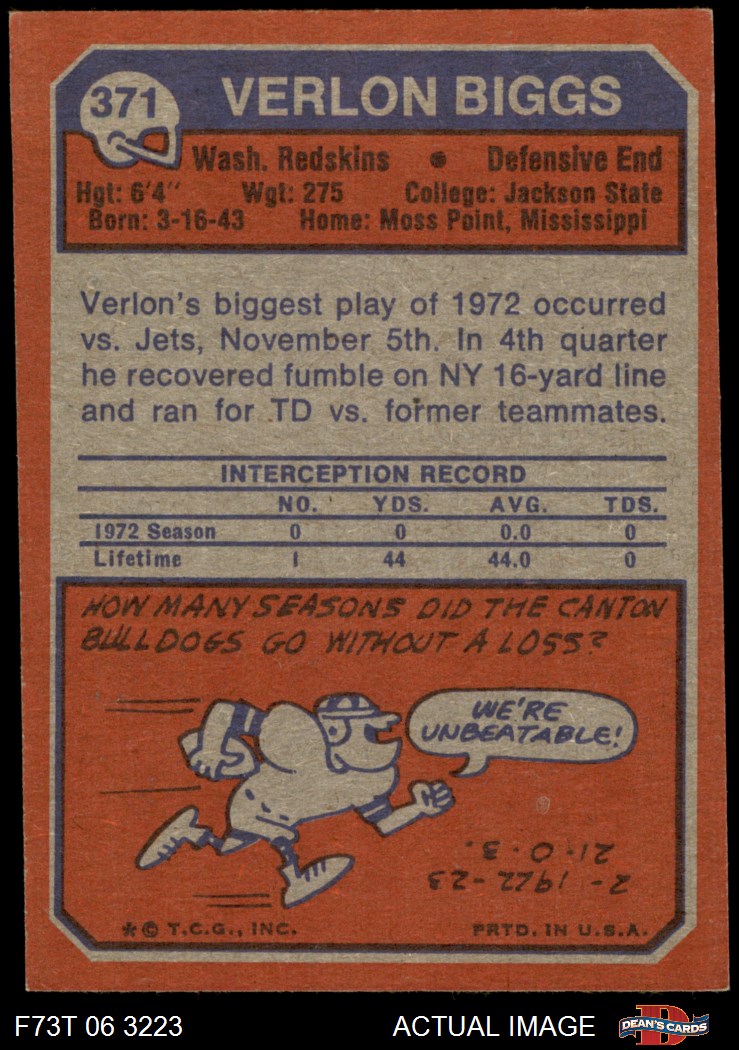 371
VERLON BIGGS
Wash. Redskins • Defensive End
Hgt: 6'4" Wgt: 275 College: Jackson State
Born: 3-16-43 Home: Moss Point, Mississippi
Verlon's biggest play of 1972 occurred
vs. Jets, November 5th. In 4th quarter
he recovered fumble on NY 16-yard line
and ran for TD vs. former teammates.
INTERCEPTION RECORD
NO. YDS. AVG. TDS.
1972 Season 0 0 0.0 0
Lifetime 1 44 44.0 0
HOW MANY SEASONS DID THE CANTON
BULLDOGS GO WITHOUT A LOSS?
WE'RE
UNBEATABLE!
2- 1922-23
21-0-3.
*© T.C.G., INC. PRTD. IN U.S.A.
F73T 06 3223 ACTUAL IMAGE
D
DEAN'S CARDS